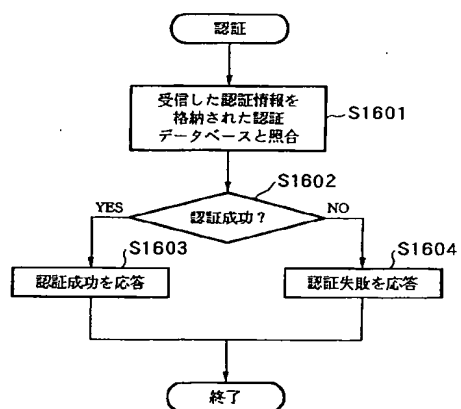 認証
受信した認証情報を
格納された認証
データベースと照合
S1601
S1602
認証成功？
YES
NO
S1603
認証成功を応答
S1604
認証失敗を応答
終了